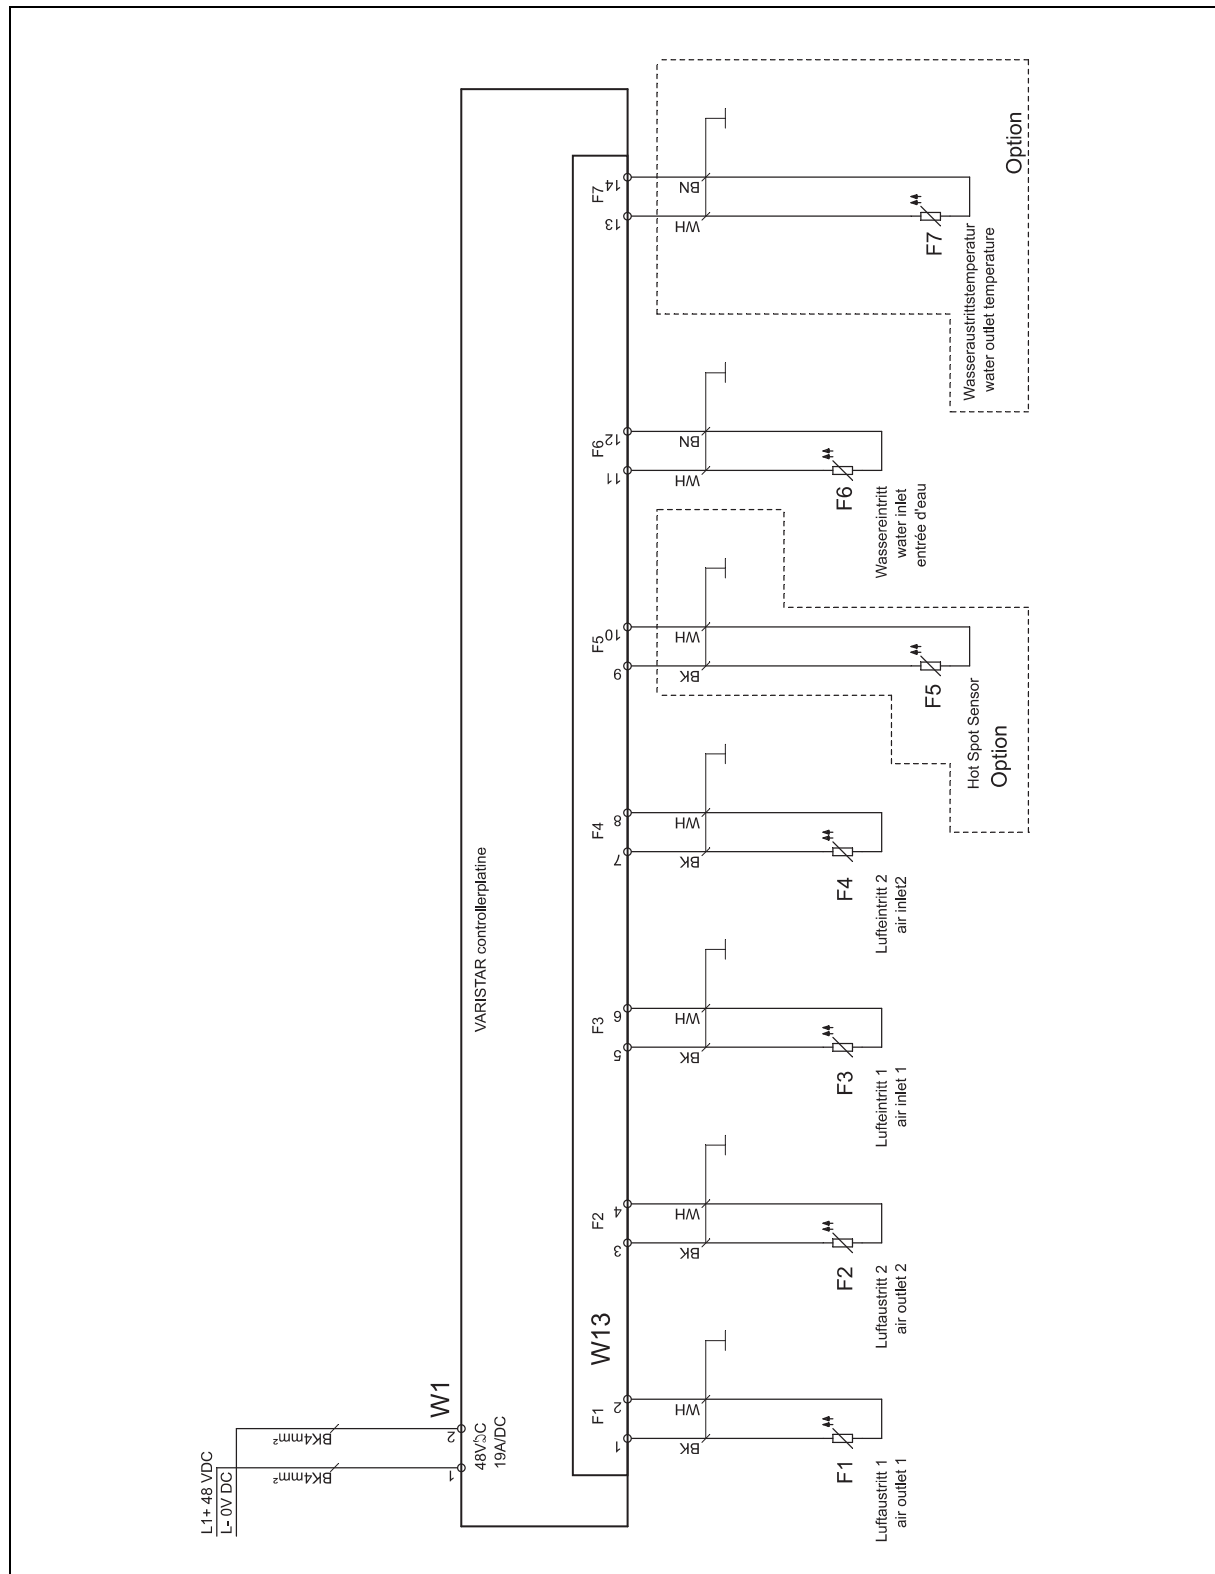 L1+ 48 VDC
L- 0V DC
BK4mm²
BK4mm²
W1
1
2
19A/DC
VARISTAR controllerplatine
W13
F1
1
2
BK
WH
F1
Luftaustritt 1
air outlet 1
F2
3
4
BK
WH
F2
Luftaustritt 2
air outlet 2
F3
5
6
BK
WH
F3
Lufteintritt 1
air inlet 1
F4
7
8
BK
WH
F4
Lufteintritt 2
air inlet2
F5
9
10
BK
WH
F5
Hot Spot Sensor
Option
F6
11
12
WH
BN
F6
Wassereintritt
water inlet
entrée d'eau
F7
13
14
WH
BN
F7
Wasseraustrittstemperatur
water outlet temperature
Option